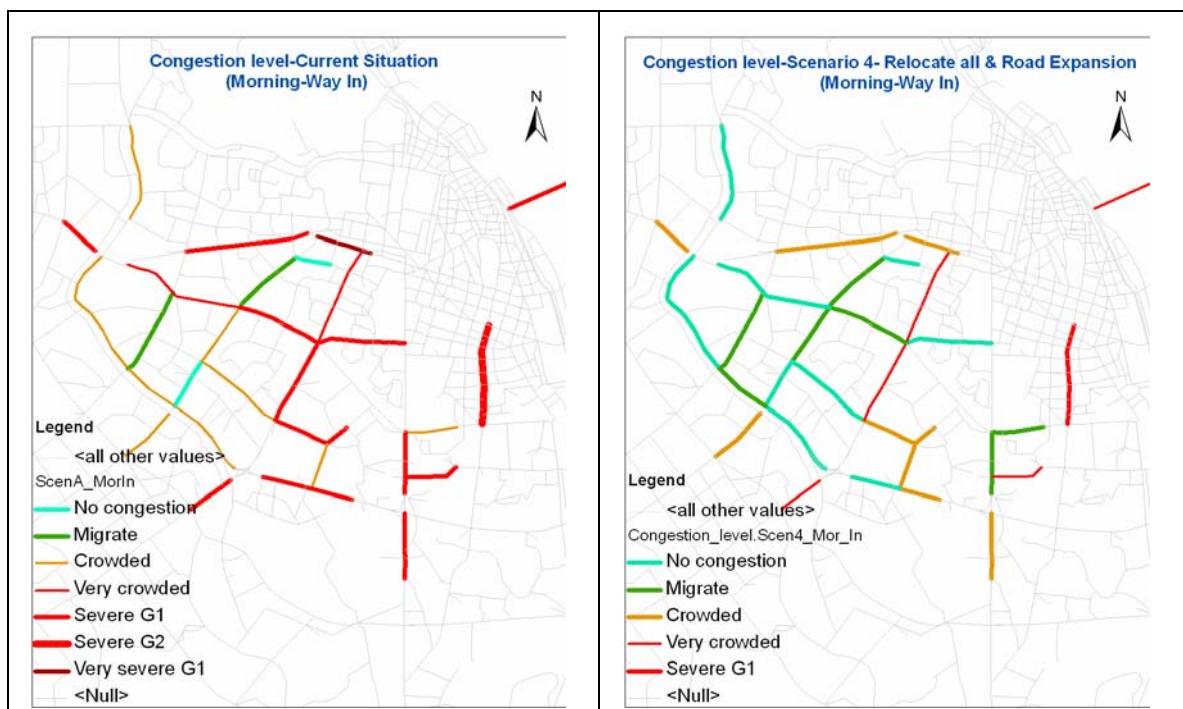 Congestion level-Current Situation
(Morning-Way In)
N
Legend
<all other values>
ScenA_MorIn
No congestion
Migrate
Crowded
Very crowded
Severe G1
Severe G2
Very severe G1
<Null>
Congestion level-Scenario 4- Relocate all & Road Expansion
(Morning-Way In)
N
Legend
<all other values>
Congestion_level.Scen4_Mor_In
No congestion
Migrate
Crowded
Very crowded
Severe G1
<Null>